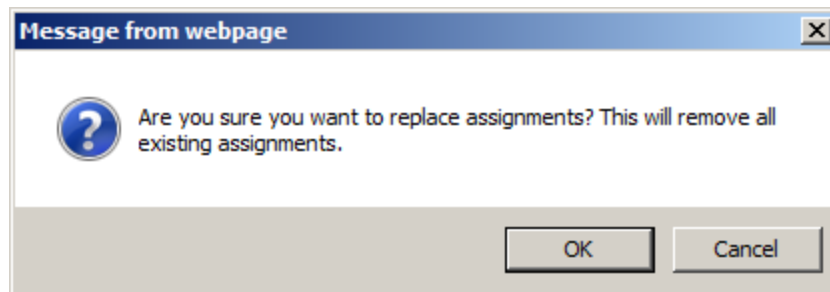 Message from webpage
Are you sure you want to replace assignments? This will remove all
existing assignments.
OK
Cancel